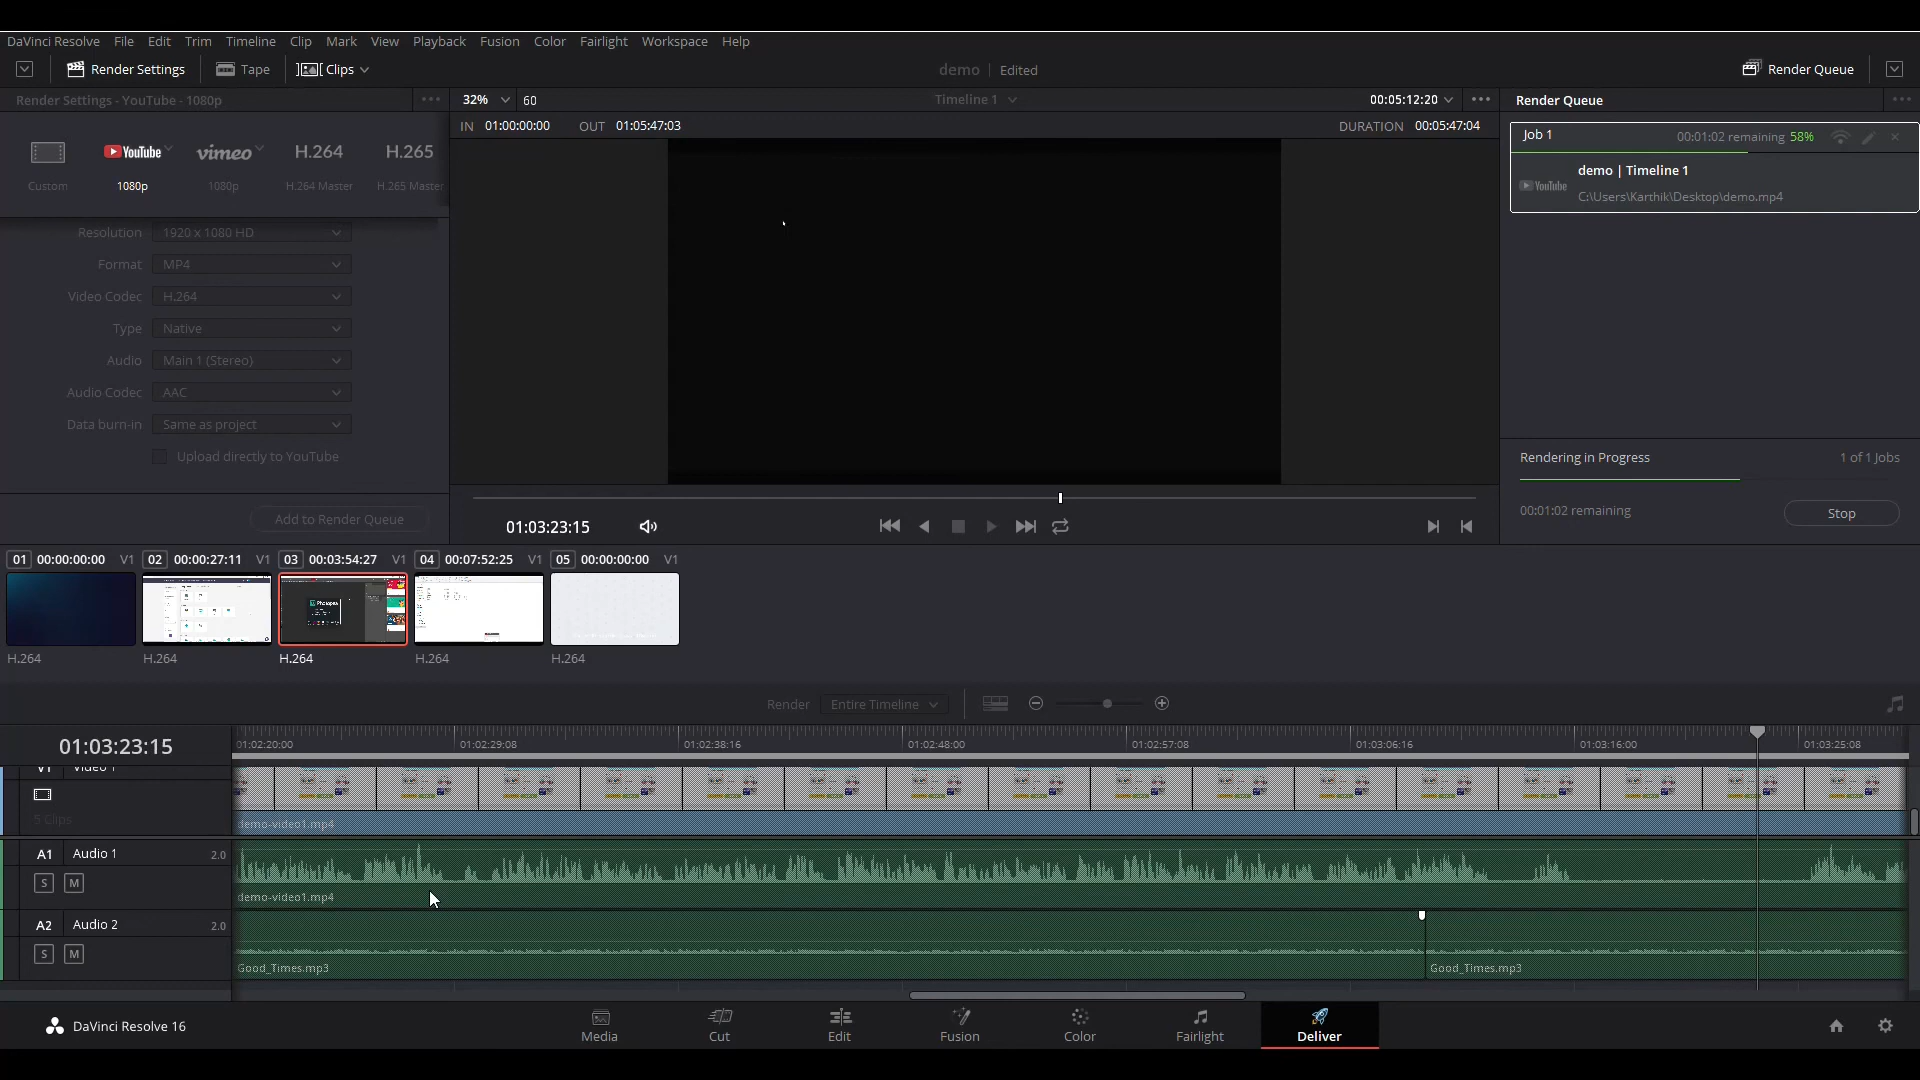 DaVinci Resolve File Edit Trim Timeline Clip Mark View Playback Fusion Color Fairlight Workspace Help
Render Settings Tape Clips demo Edited Render Queue
Render Settings - YouTube - 1080p 32% 60 Timeline 1 00:05:12:20 Render Queue
IN 01:00:00:00 OUT 01:05:47:03 DURATION 00:05:47:04
YouTube vimeo H.264 H.265
Custom 1080p 1080p H.264 Master H.265 Master
Job 1 00:01:02 remaining 58%
demo | Timeline 1
YouTube
C:\Users\Karthik\Desktop\demo.mp4
Resolution 1920 x 1080 HD
Format MP4
Video Codec H.264
Type Native
Audio Main 1 (Stereo)
Audio Codec AAC
Data burn-in Same as project
Upload directly to YouTube
Add to Render Queue
Rendering in Progress 1 of 1 Jobs
00:01:02 remaining Stop
01:03:23:15
01 00:00:00:00 V1 02 00:00:27:11 V1 03 00:03:54:27 V1 04 00:07:52:25 V1 05 00:00:00:00 V1
Photopea
H.264 H.264 H.264 H.264 H.264
Render Entire Timeline
01:03:23:15 01:02:20:00 01:02:29:08 01:02:38:16 01:02:48:00 01:02:57:08 01:03:06:16 01:03:16:00 01:03:25:08
V1 Video 1
5 Clips
demo-video1.mp4
A1 Audio 1 2.0
S M
demo-video1.mp4
A2 Audio 2 2.0
S M
Good_Times.mp3 Good_Times.mp3
DaVinci Resolve 16 Media Cut Edit Fusion Color Fairlight Deliver